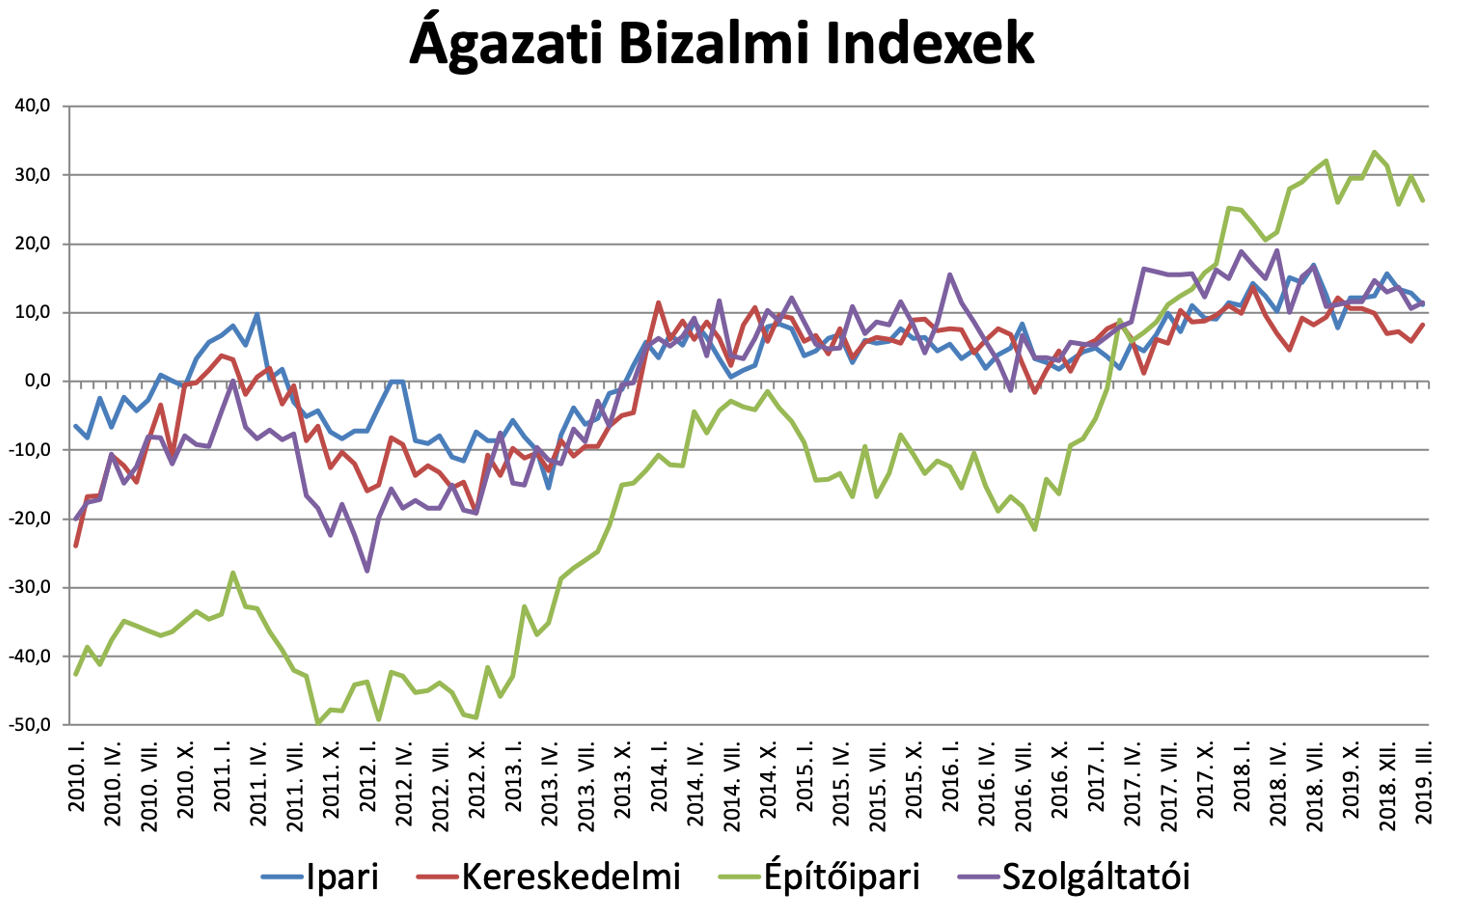 Ágazati Bizalmi Indexek
40,0
30,0
20,0
10,0
0,0
-10,0
-20,0
-30,0
-40,0
-50,0
2010. I.
2010. IV.
2010. VII.
2010. X.
2011. I.
2011. IV.
2011. VII.
2011. X.
2012. I.
2012. IV.
2012. VII.
2012. X.
2013. I.
2013. IV.
2013. VII.
2013. X.
2014. I.
2014. IV.
2014. VII.
2014. X.
2015. I.
2015. IV.
2015. VII.
2015. X.
2016. I.
2016. IV.
2016. VII.
2016. X.
2017. I.
2017. IV.
2017. VII.
2017. X.
2018. I.
2018. IV.
2018. VII.
2019. X.
2018. XII.
2019. III.
Ipari Kereskedelmi Építőipari Szolgáltatói